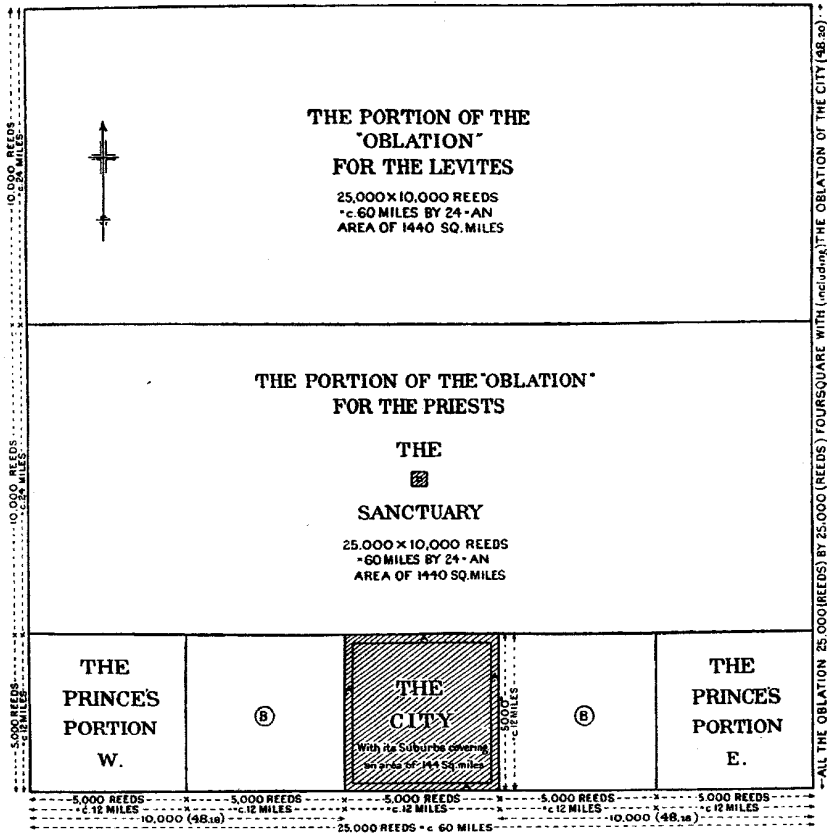 THE PORTION OF THE
"OBLATION"
FOR THE LEVITES
25,000 X 10,000 REEDS
c. 60 MILES BY 24 - AN
AREA OF 1440 SQ. MILES
10,000 REEDS
c. 24 MILES
THE PORTION OF THE "OBLATION"
FOR THE PRIESTS
THE
SANCTUARY
25.000 X 10,000 REEDS
=60 MILES BY 24 - AN
AREA OF 1440 SQ. MILES
10,000 REEDS
c. 24 MILES
THE
PRINCE'S
PORTION
W.
B
THE
CITY
With its Suburbs covering
an area of 144 Sq. miles
5000
c. 12 MILES
B
THE
PRINCE'S
PORTION
E.
5,000 REEDS
c. 12 MILES
5,000 REEDS
5,000 REEDS
5,000 REEDS
5,000 REEDS
5,000 REEDS
c. 12 MILES
c. 12 MILES
c. 12 MILES
c. 12 MILES
c. 12 MILES
10,000 (48.18)
10,000 (48.18)
25,000 REEDS = c 60 MILES
ALL THE OBLATION 25.000 (REEDS) BY 25.000 (REEDS) FOURSQUARE WITH (including) THE OBLATION OF THE CITY (48.20)